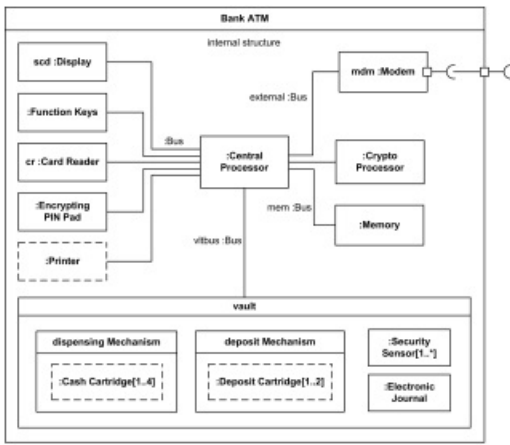 Bank ATM
internal structure
scd :Display
mdm :Modem
external :Bus
:Function Keys
:Bus
cr :Card Reader
:Central
Processor
:Crypto
Processor
:Encrypting
PIN Pad
mem :Bus
:Memory
vltbus :Bus
:Printer
vault
dispensing Mechanism
deposit Mechanism
:Security
Sensor[1..*]
:Cash Cartridge[1..4]
:Deposit Cartridge[1..2]
:Electronic
Journal